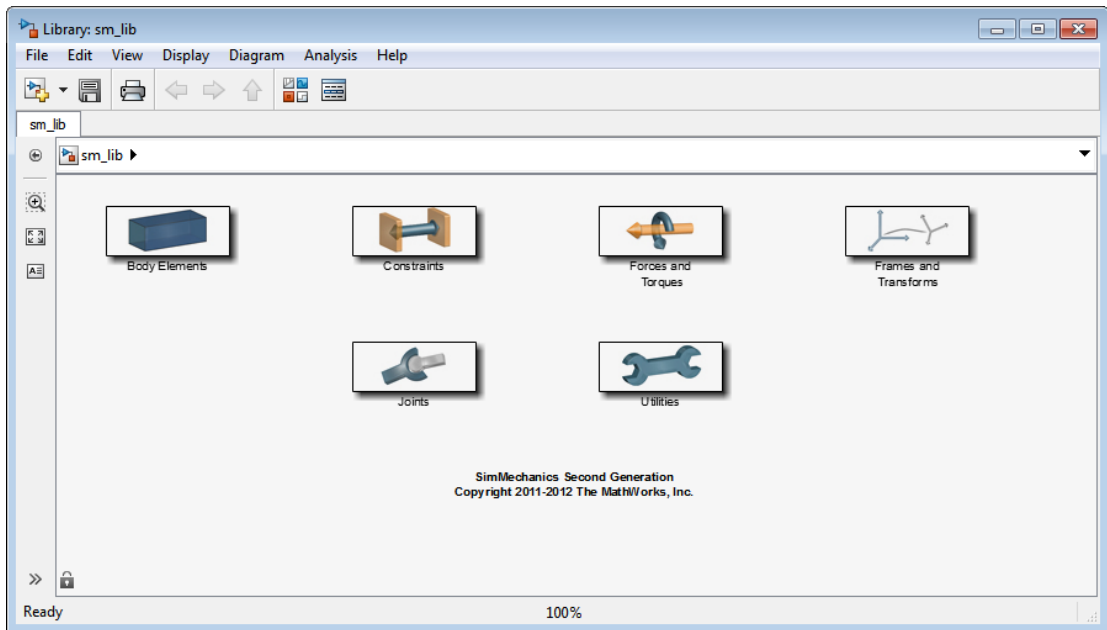 Library: sm_lib
File Edit View Display Diagram Analysis Help
sm_lib
sm_lib
Body Elements
Constraints
Forces and
Torques
Frames and
Transforms
Joints
Utilities
SimMechanics Second Generation
Copyright 2011-2012 The MathWorks, Inc.
Ready 100%